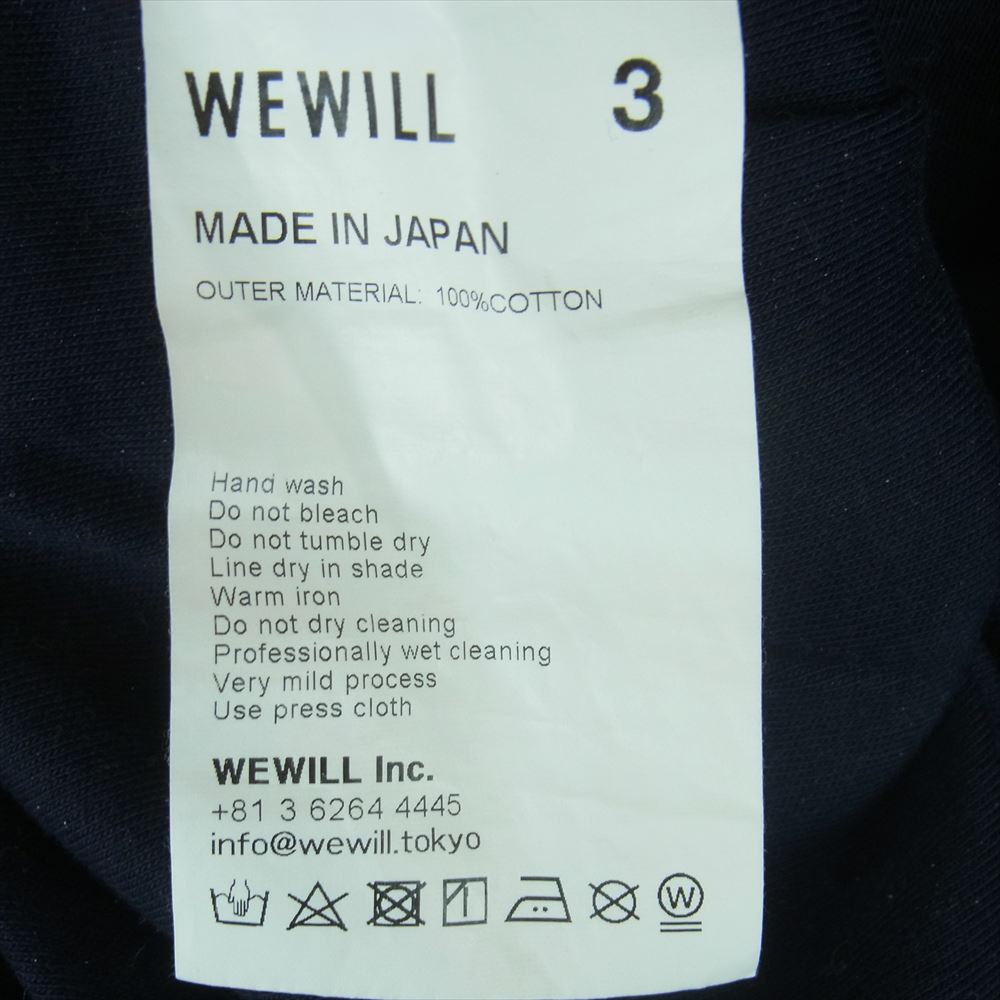 WEWILL 3
MADE IN JAPAN
OUTER MATERIAL: 100%COTTON
Hand wash
Do not bleach
Do not tumble dry
Line dry in shade
Warm iron
Do not dry cleaning
Professionally wet cleaning
Very mild process
Use press cloth
WEWILL Inc.
+81 3 6264 4445
info@wewill.tokyo
W